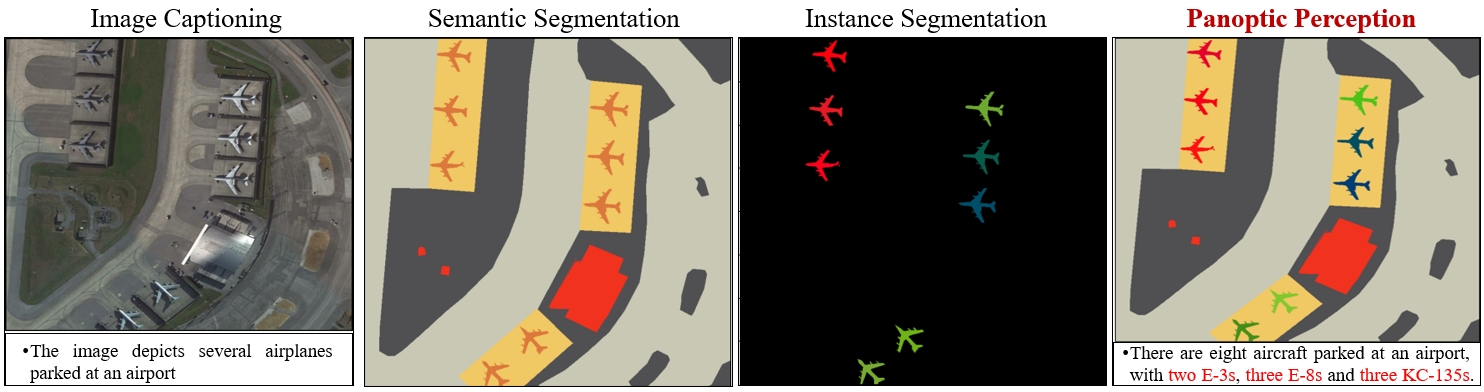 Image Captioning
Semantic Segmentation
Instance Segmentation
Panoptic Perception
•The image depicts several airplanes
parked at an airport
•There are eight aircraft parked at an airport,
with two E-3s, three E-8s and three KC-135s.